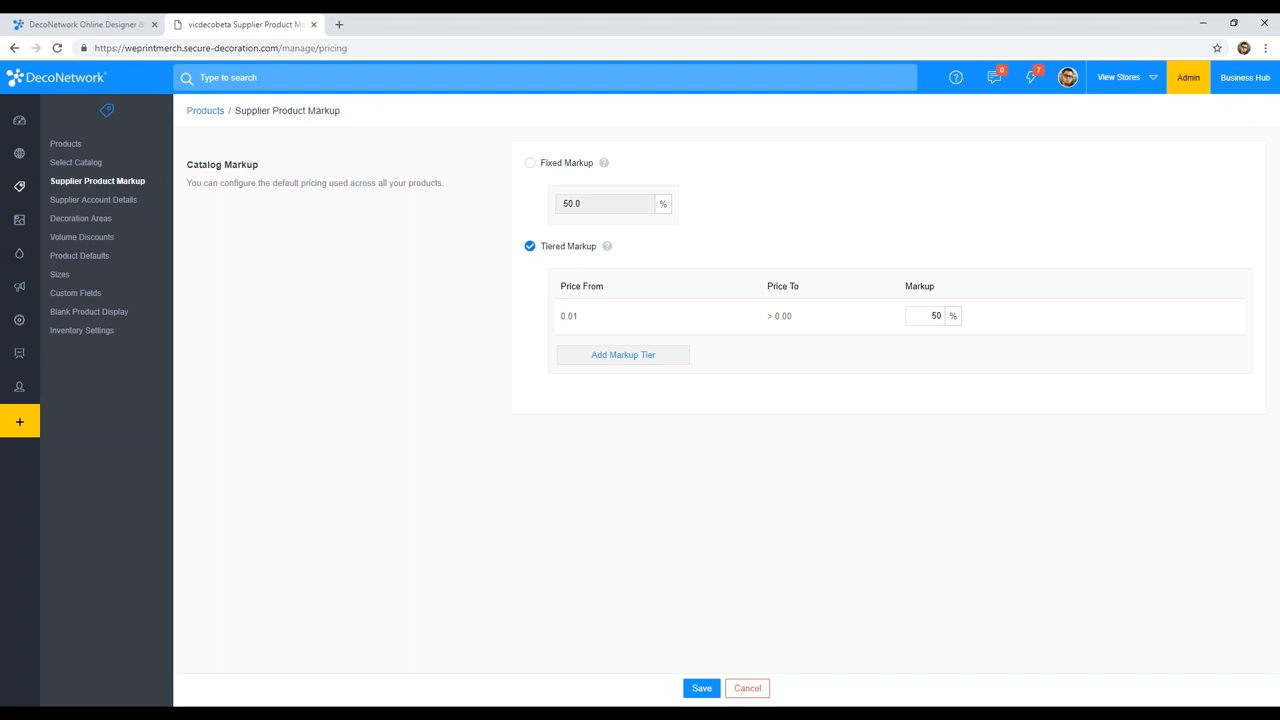 DecoNetwork Online Designer &
vicdecobeta Supplier Product Ma
https://weprintmerch.secure-decoration.com/manage/pricing
DecoNetwork
Type to search
0
7
View Stores
Admin
Business Hub
Products
Select Catalog
Supplier Product Markup
Supplier Account Details
Decoration Areas
Volume Discounts
Product Defaults
Sizes
Custom Fields
Blank Product Display
Inventory Settings
Products / Supplier Product Markup
Catalog Markup
You can configure the default pricing used across all your products.
Fixed Markup
50.0 %
Tiered Markup
Price From Price To Markup
0.01 > 0.00 50 %
Add Markup Tier
Save Cancel